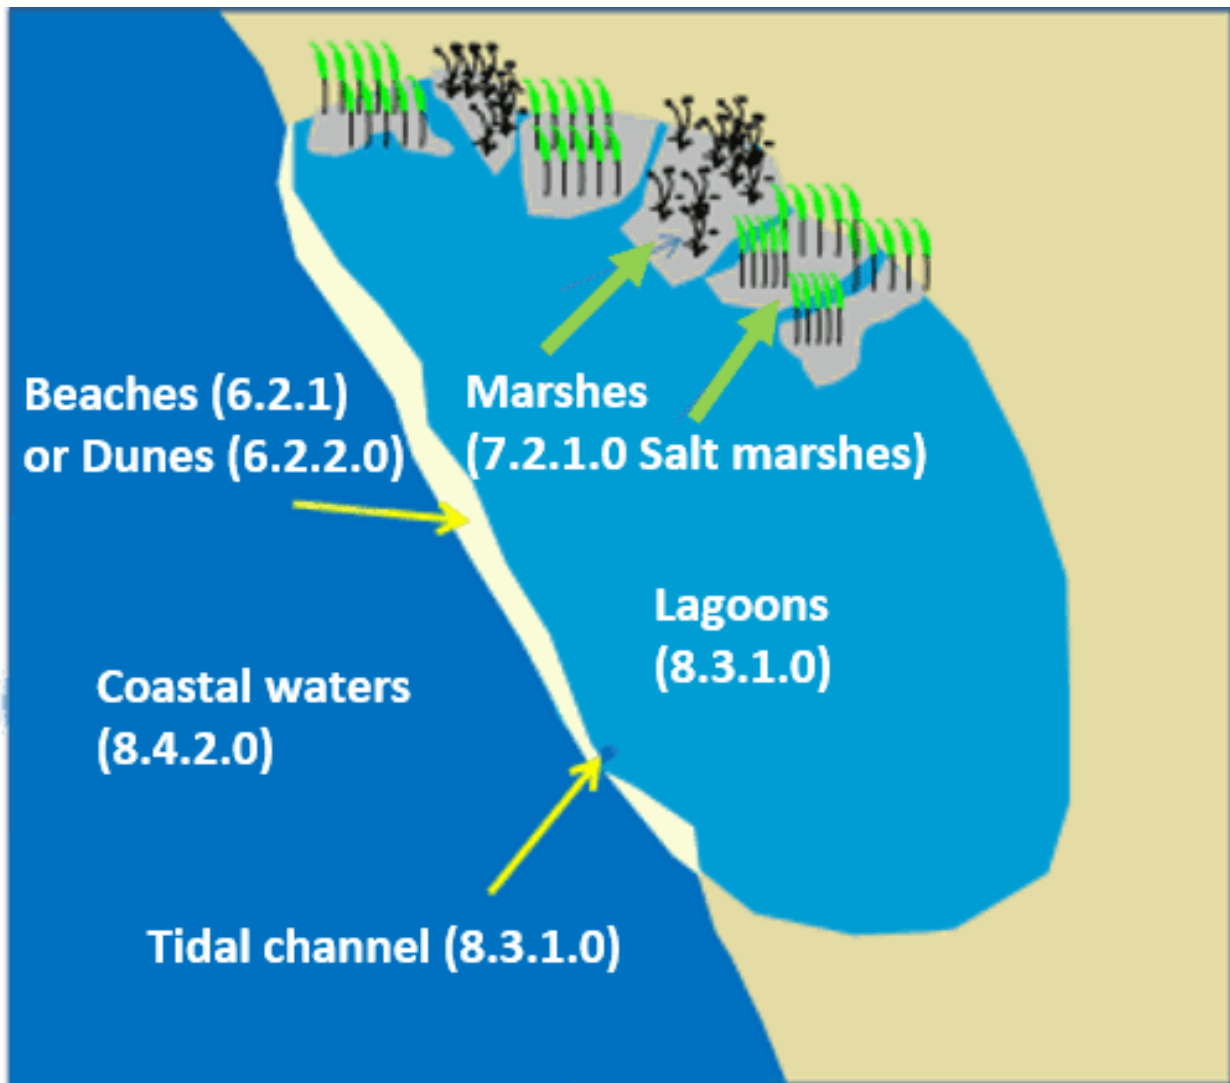 Beaches (6.2.1)
or Dunes (6.2.2.0)
Marshes
(7.2.1.0 Salt marshes)
Lagoons
(8.3.1.0)
Coastal waters
(8.4.2.0)
Tidal channel (8.3.1.0)